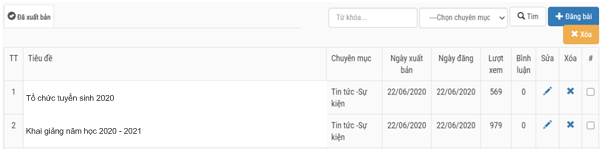 Đã xuất bản
Từ khóa...
---Chọn chuyên mục
Tìm
Đăng bài
Xóa
TT Tiêu đề Chuyên mục Ngày xuất bản Ngày đăng Lượt xem Bình luận Sửa Xóa #
1 Tổ chức tuyển sinh 2020 Tin tức -Sự kiện 22/06/2020 22/06/2020 569 0
2 Khai giảng năm học 2020 - 2021 Tin tức -Sự kiện 22/06/2020 22/06/2020 979 0